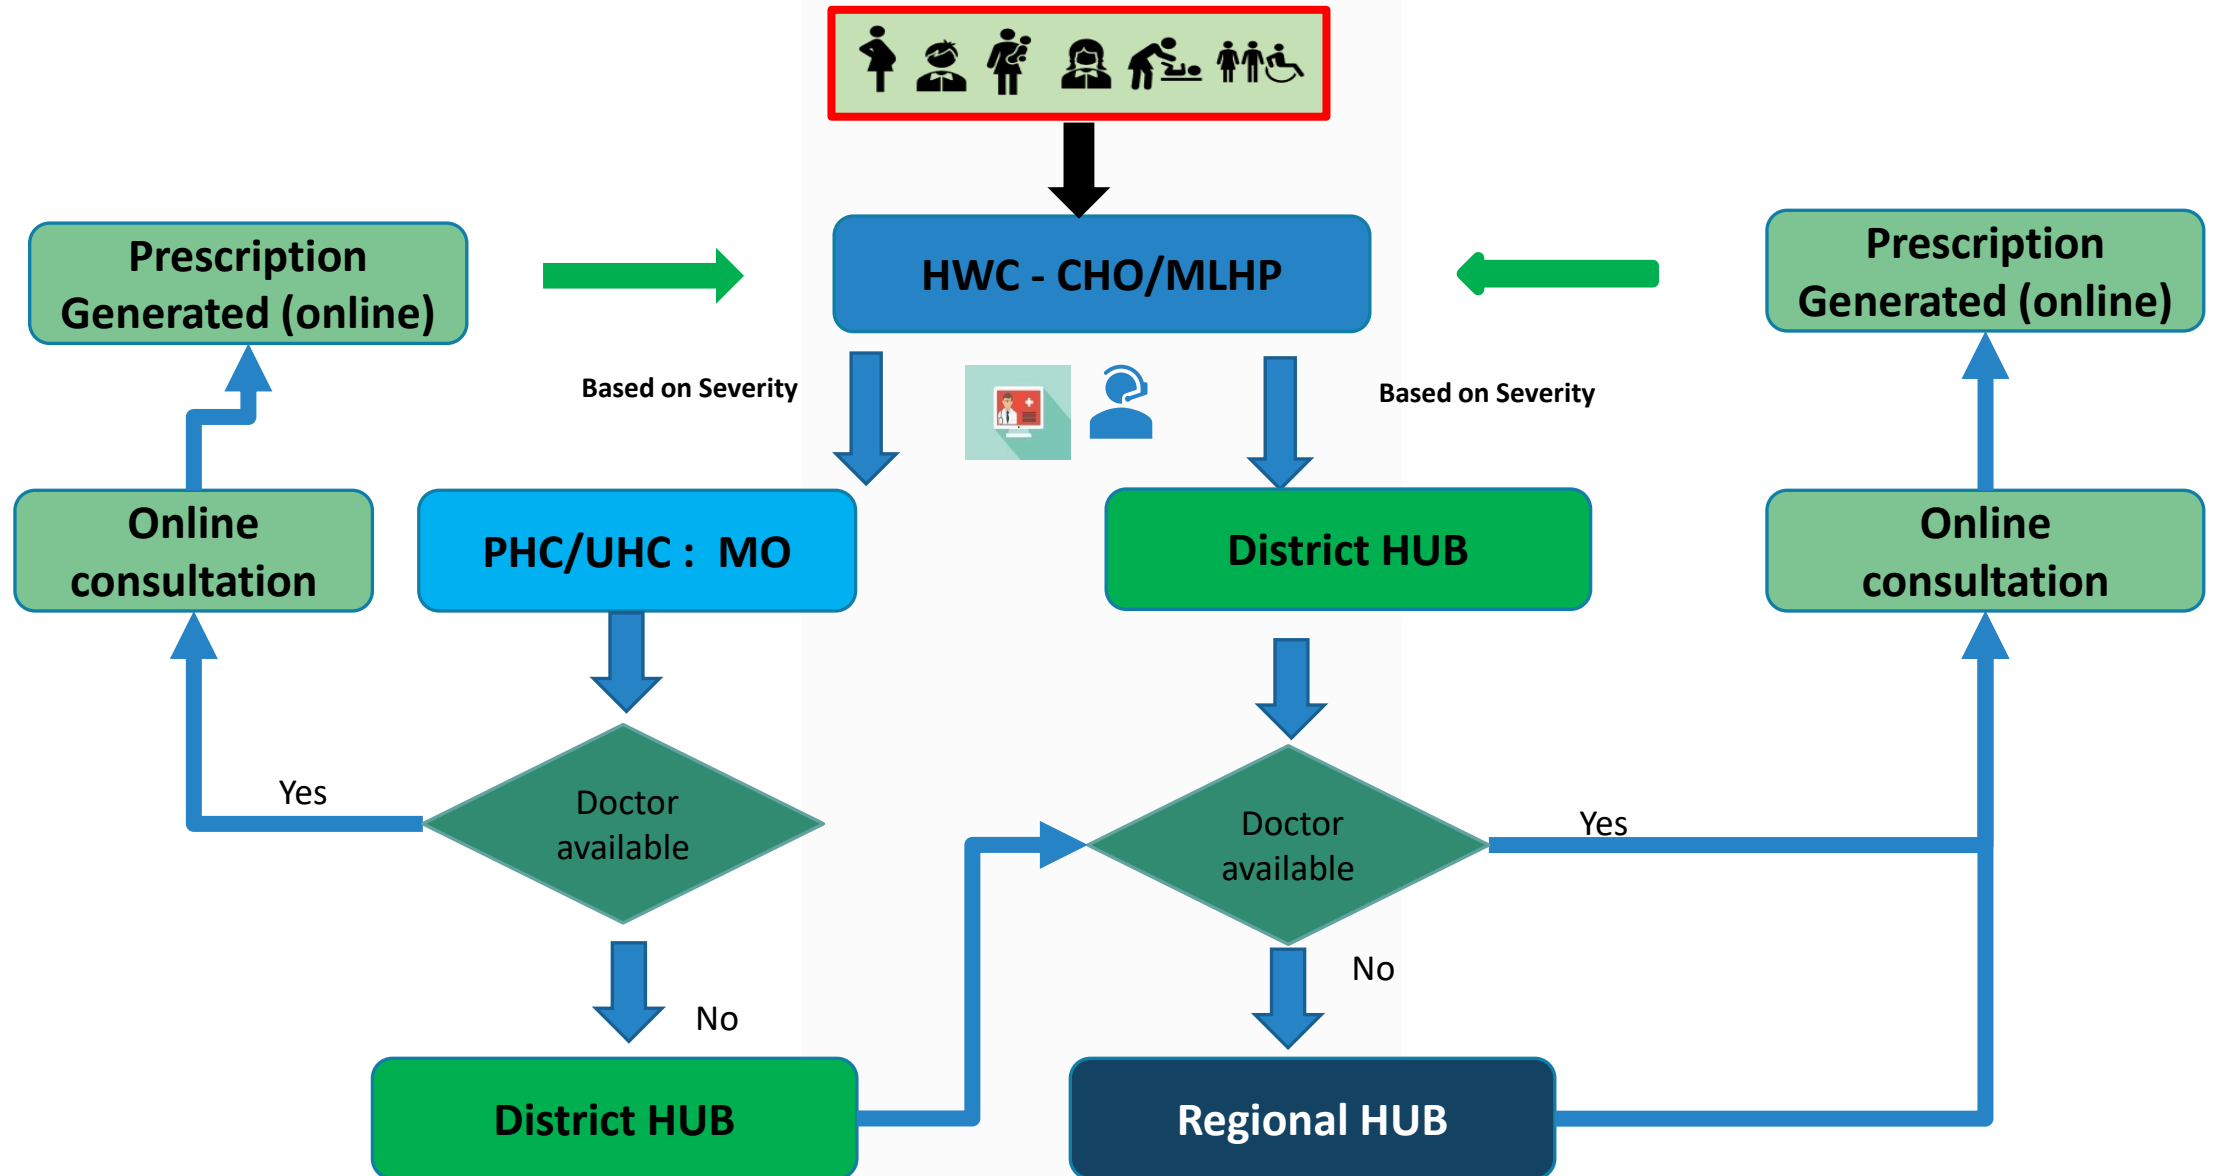 Prescription
Generated (online)
HWC - CHO/MLHP
Prescription
Generated (online)
Based on Severity
Based on Severity
Online
consultation
PHC/UHC :  MO
District HUB
Online
consultation
Yes
Doctor
available
Doctor
available
Yes
No
No
District HUB
Regional HUB